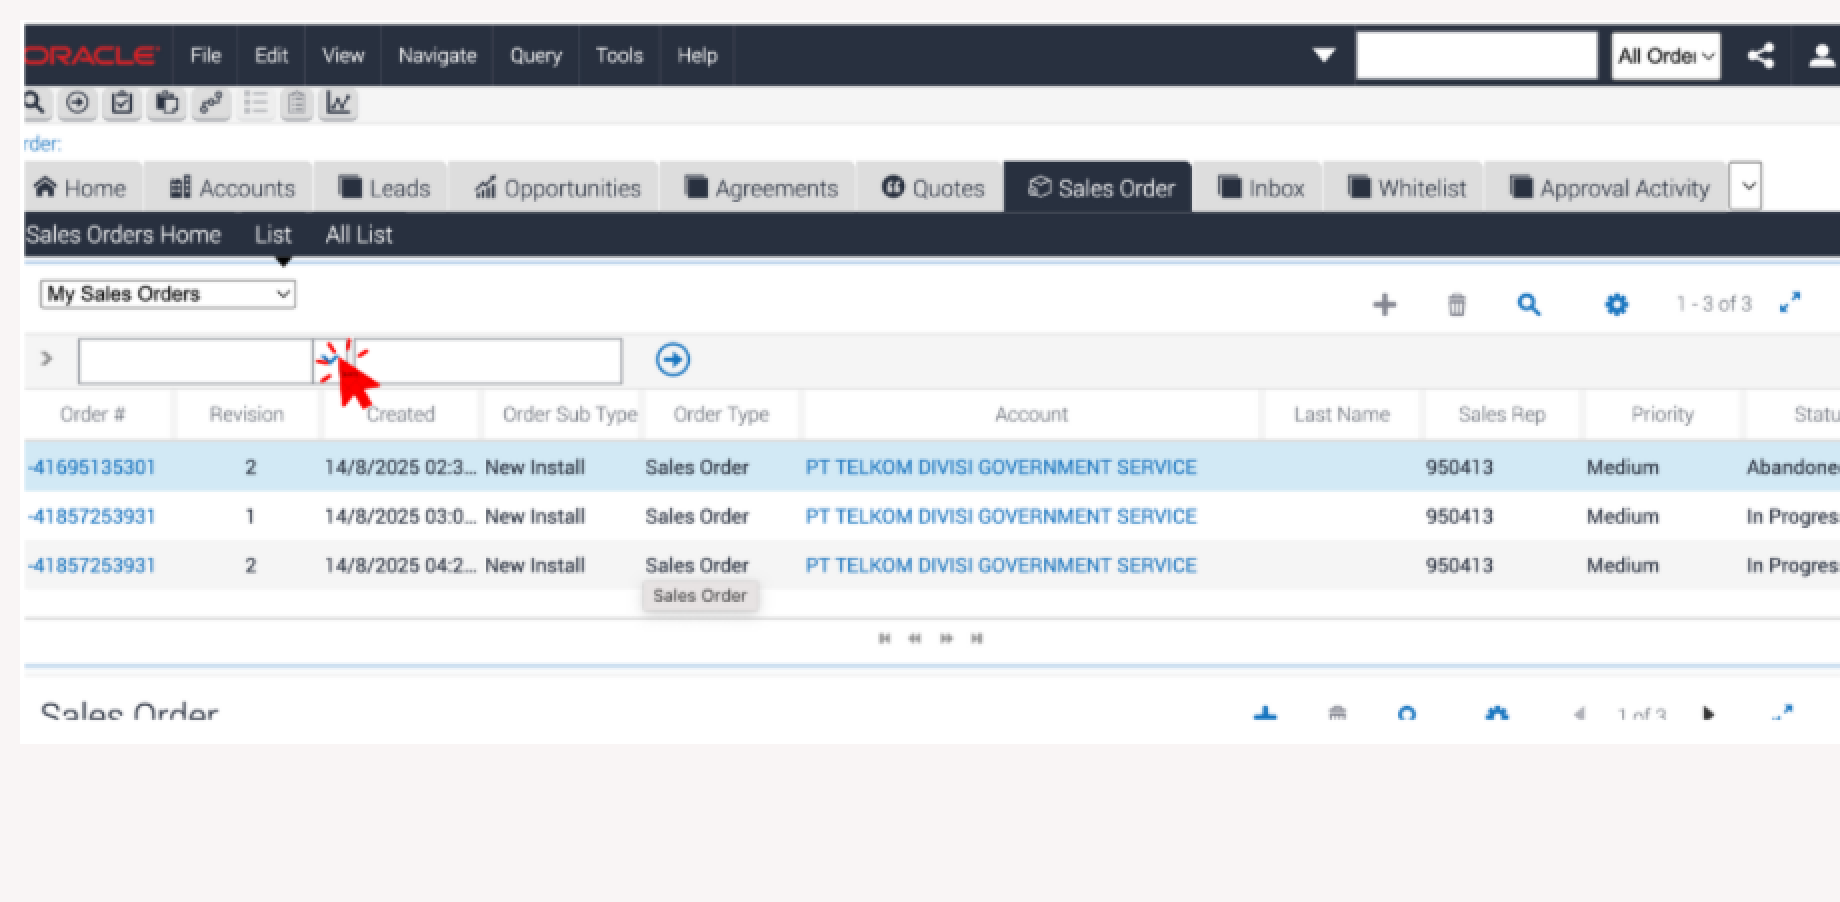 ORACLE File Edit View Navigate Query Tools Help All Order
rder:
Home Accounts Leads Opportunities Agreements Quotes Sales Order Inbox Whitelist Approval Activity
Sales Orders Home List All List
My Sales Orders 1 - 3 of 3
Order # Revision Created Order Sub Type Order Type Account Last Name Sales Rep Priority Statu
-41695135301 2 14/8/2025 02:3... New Install Sales Order PT TELKOM DIVISI GOVERNMENT SERVICE 950413 Medium Abandone
-41857253931 1 14/8/2025 03:0... New Install Sales Order PT TELKOM DIVISI GOVERNMENT SERVICE 950413 Medium In Progres
-41857253931 2 14/8/2025 04:2... New Install Sales Order PT TELKOM DIVISI GOVERNMENT SERVICE 950413 Medium In Progres
Sales Order
Sales Order 1 of 3